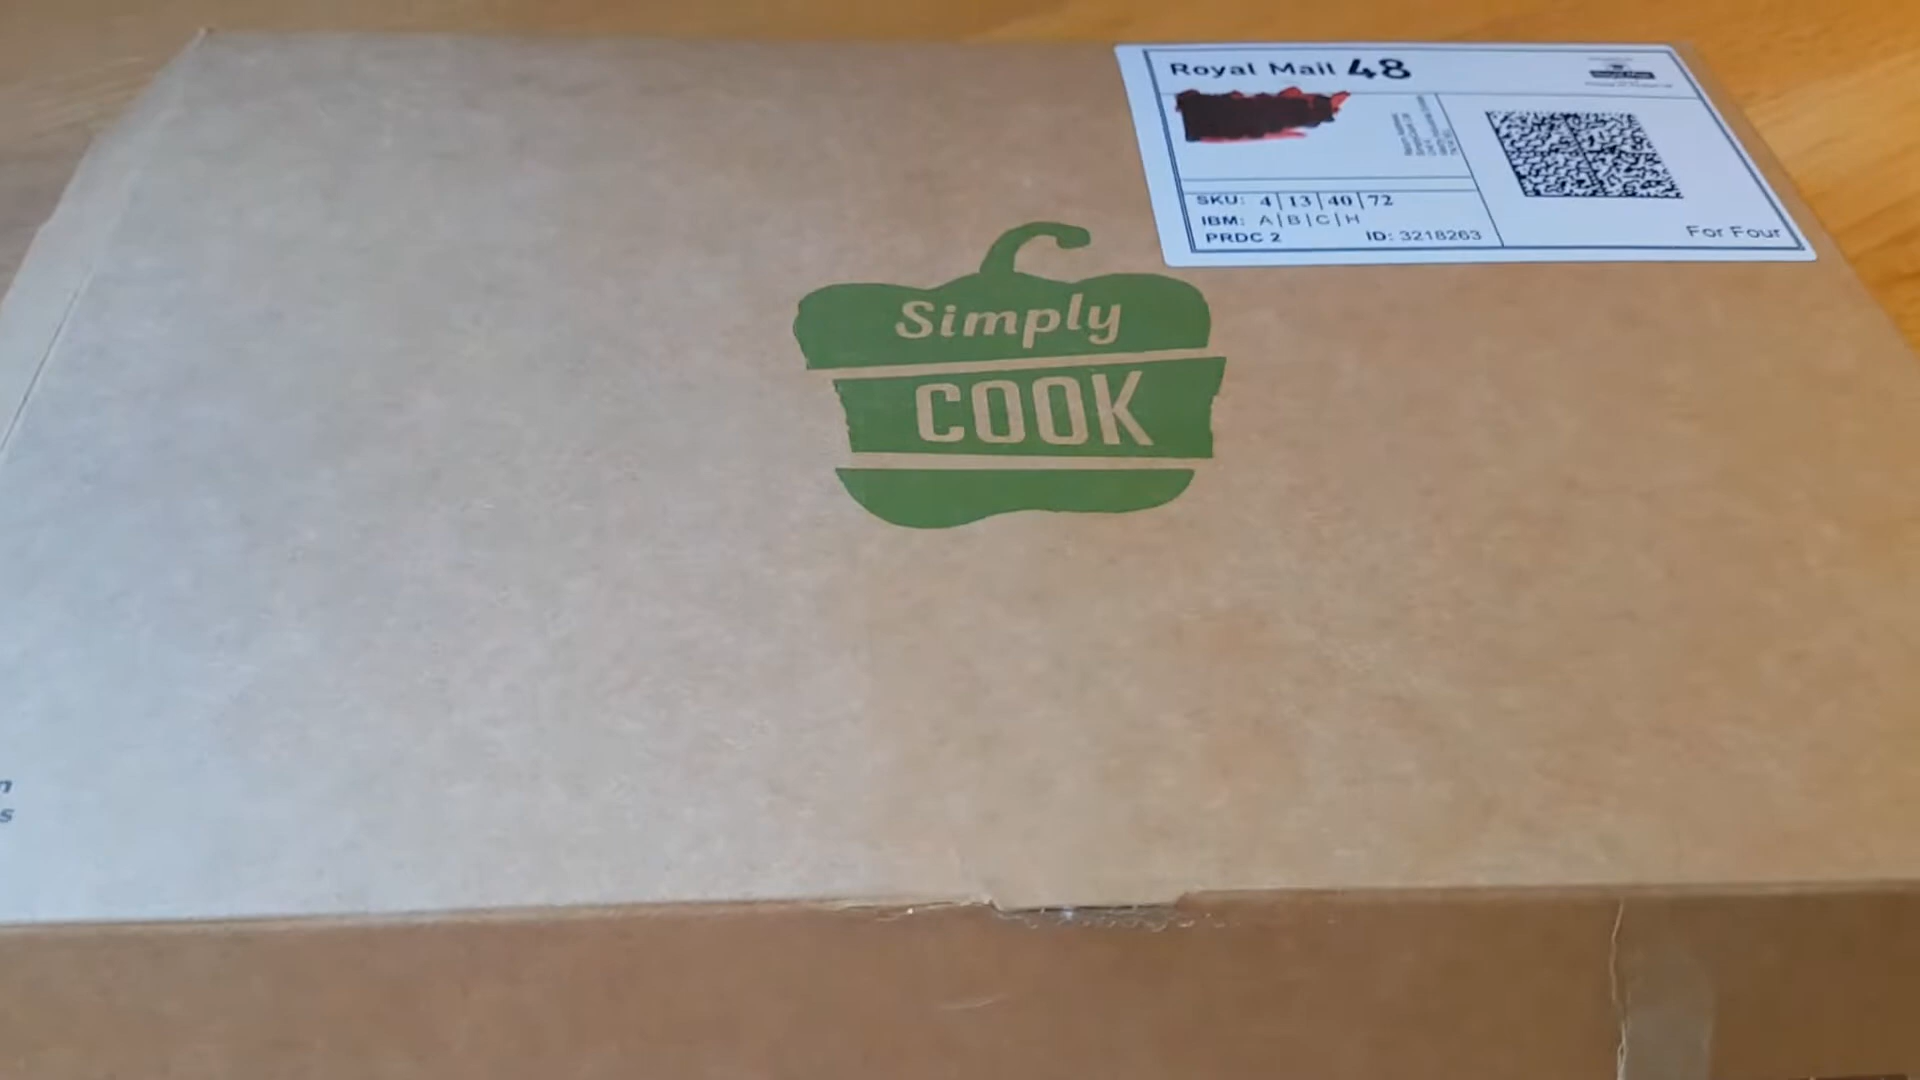 Royal Mail 48
SKU: 4|13|40|72
IBM: A|B|C|H
PRDC 2 ID: 3218263
For Four
Simply
COOK